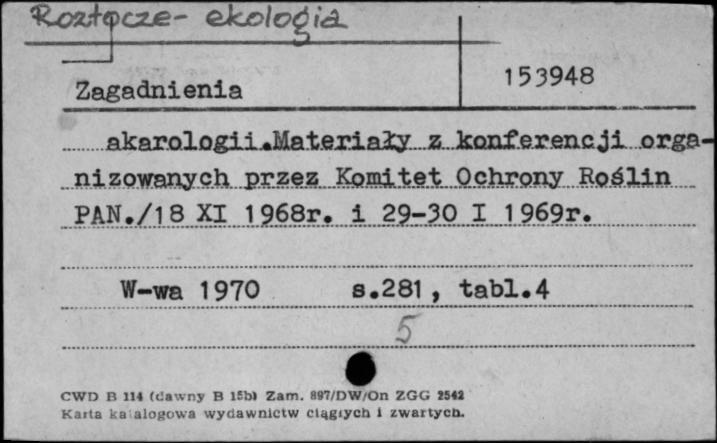 Roztocze- ekologia
153948
Zagadnienia
akarologii.Materiały z konferencji orga-
nizowanych przez Komitet Ochrony Roślin
PAN./18 XI 1968r. i 29-30 I 1969r.
W-wa 1970 s.281, tabl.4
5
CWD B 114 (dawny B 15b) Zam. 897/DW/On ZGG 2542
Karta katalogowa wydawnictw ciągłych i zwartych.